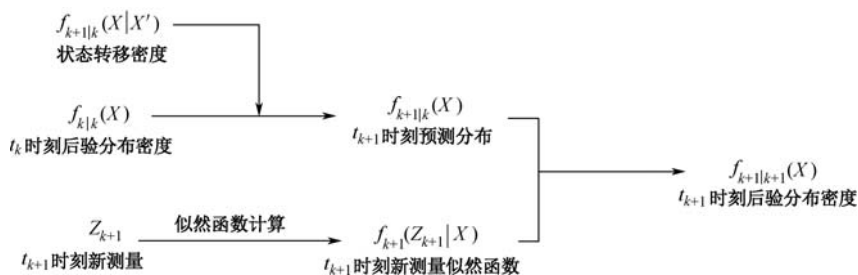 f_{k+1|k}(X|X')
状态转移密度
f_{k|k}(X)
t_k时刻后验分布密度
f_{k+1|k}(X)
t_{k+1}时刻预测分布
f_{k+1|k+1}(X)
t_{k+1}时刻后验分布密度
Z_{k+1}
t_{k+1}时刻新测量
似然函数计算
f_{k+1}(Z_{k+1}|X)
t_{k+1}时刻新测量似然函数